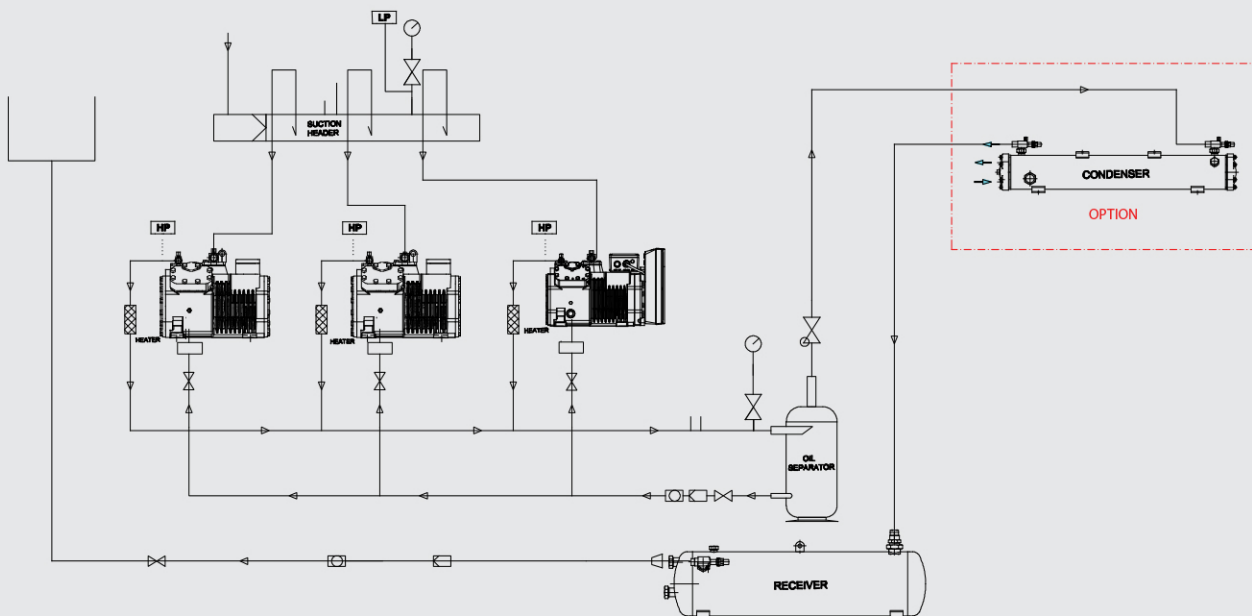 LP
SUCTION
HEADER
CONDENSER
OPTION
HP
HP
HP
HEATER
HEATER
HEATER
OIL
SEPARATOR
RECEIVER